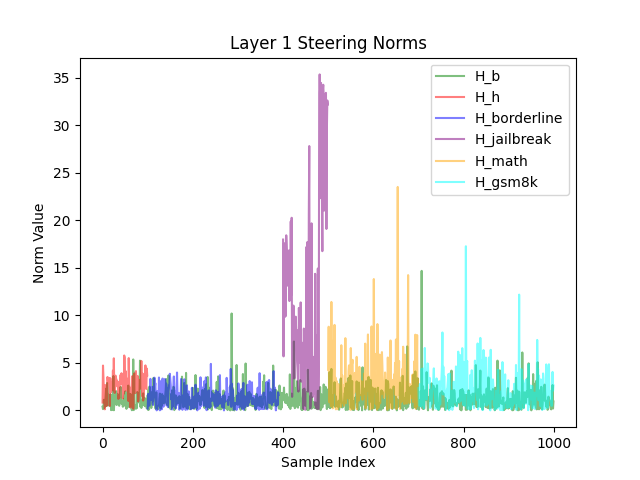 Layer 1 Steering Norms
H_b
H_h
H_borderline
H_jailbreak
H_math
H_gsm8k
Norm Value
35
30
25
20
15
10
5
0
0 200 400 600 800 1000
Sample Index